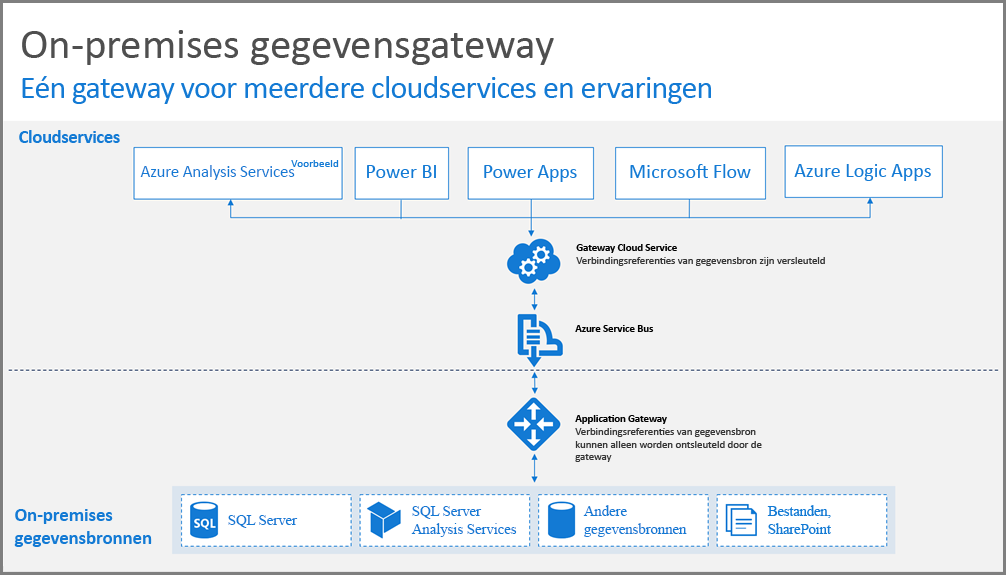 On-premises gegevensgateway
Eén gateway voor meerdere cloudservices en ervaringen
Cloudservices
Azure Analysis Services Voorbeeld
Power BI
Power Apps
Microsoft Flow
Azure Logic Apps
Gateway Cloud Service
Verbindingsreferenties van gegevensbron zijn versleuteld
Azure Service Bus
Application Gateway
Verbindingsreferenties van gegevensbron
kunnen alleen worden ontsleuteld door de
gateway
On-premises
gegevensbronnen
SQL
SQL Server
SQL Server
Analysis Services
Andere
gegevensbronnen
Bestanden,
SharePoint